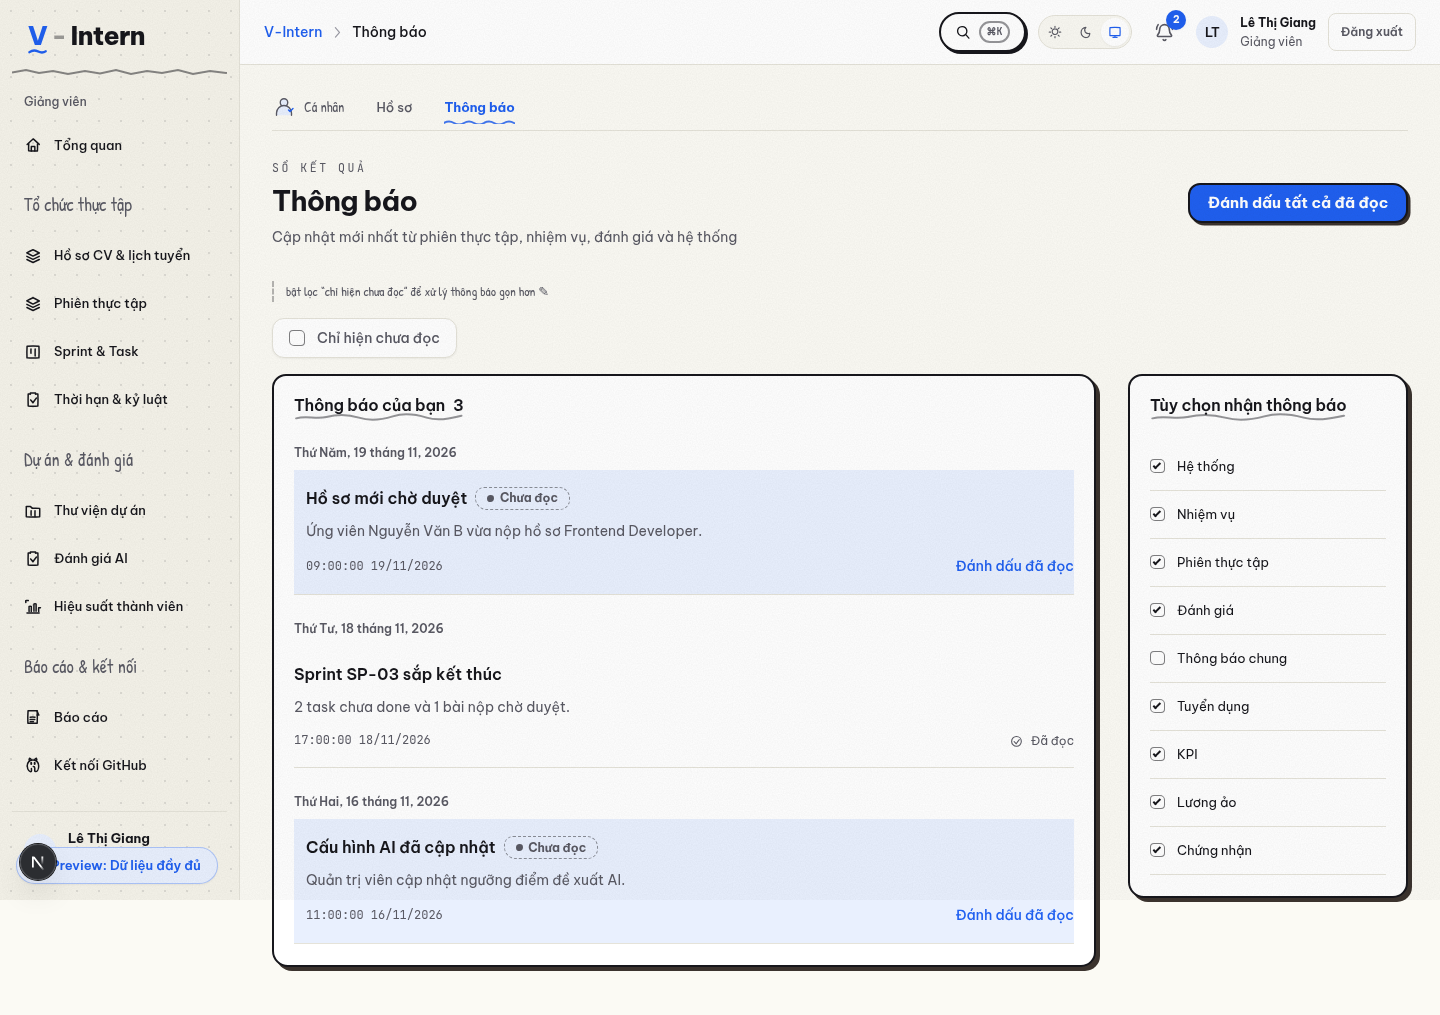 V - Intern
Giảng viên
Tổng quan
Tổ chức thực tập
Hồ sơ CV & lịch tuyển
Phiên thực tập
Sprint & Task
Thời hạn & kỷ luật
Dự án & đánh giá
Thư viện dự án
Đánh giá AI
Hiệu suất thành viên
Báo cáo & kết nối
Báo cáo
Kết nối GitHub
Lê Thị Giang
N
Preview: Dữ liệu đầy đủ
V-Intern > Thông báo
⌘K
2
LT
Lê Thị Giang
Giảng viên
Đăng xuất
Cá nhân
Hồ sơ
Thông báo
SỔ KẾT QUẢ
Thông báo
Cập nhật mới nhất từ phiên thực tập, nhiệm vụ, đánh giá và hệ thống
Đánh dấu tất cả đã đọc
bật lọc "chỉ hiện chưa đọc" để xử lý thông báo gọn hơn ✎
Chỉ hiện chưa đọc
Thông báo của bạn 3
Thứ Năm, 19 tháng 11, 2026
Hồ sơ mới chờ duyệt
Chưa đọc
Ứng viên Nguyễn Văn B vừa nộp hồ sơ Frontend Developer.
09:00:00 19/11/2026
Đánh dấu đã đọc
Thứ Tư, 18 tháng 11, 2026
Sprint SP-03 sắp kết thúc
2 task chưa done và 1 bài nộp chờ duyệt.
17:00:00 18/11/2026
Đã đọc
Thứ Hai, 16 tháng 11, 2026
Cấu hình AI đã cập nhật
Chưa đọc
Quản trị viên cập nhật ngưỡng điểm đề xuất AI.
11:00:00 16/11/2026
Đánh dấu đã đọc
Tùy chọn nhận thông báo
Hệ thống
Nhiệm vụ
Phiên thực tập
Đánh giá
Thông báo chung
Tuyển dụng
KPI
Lương ảo
Chứng nhận